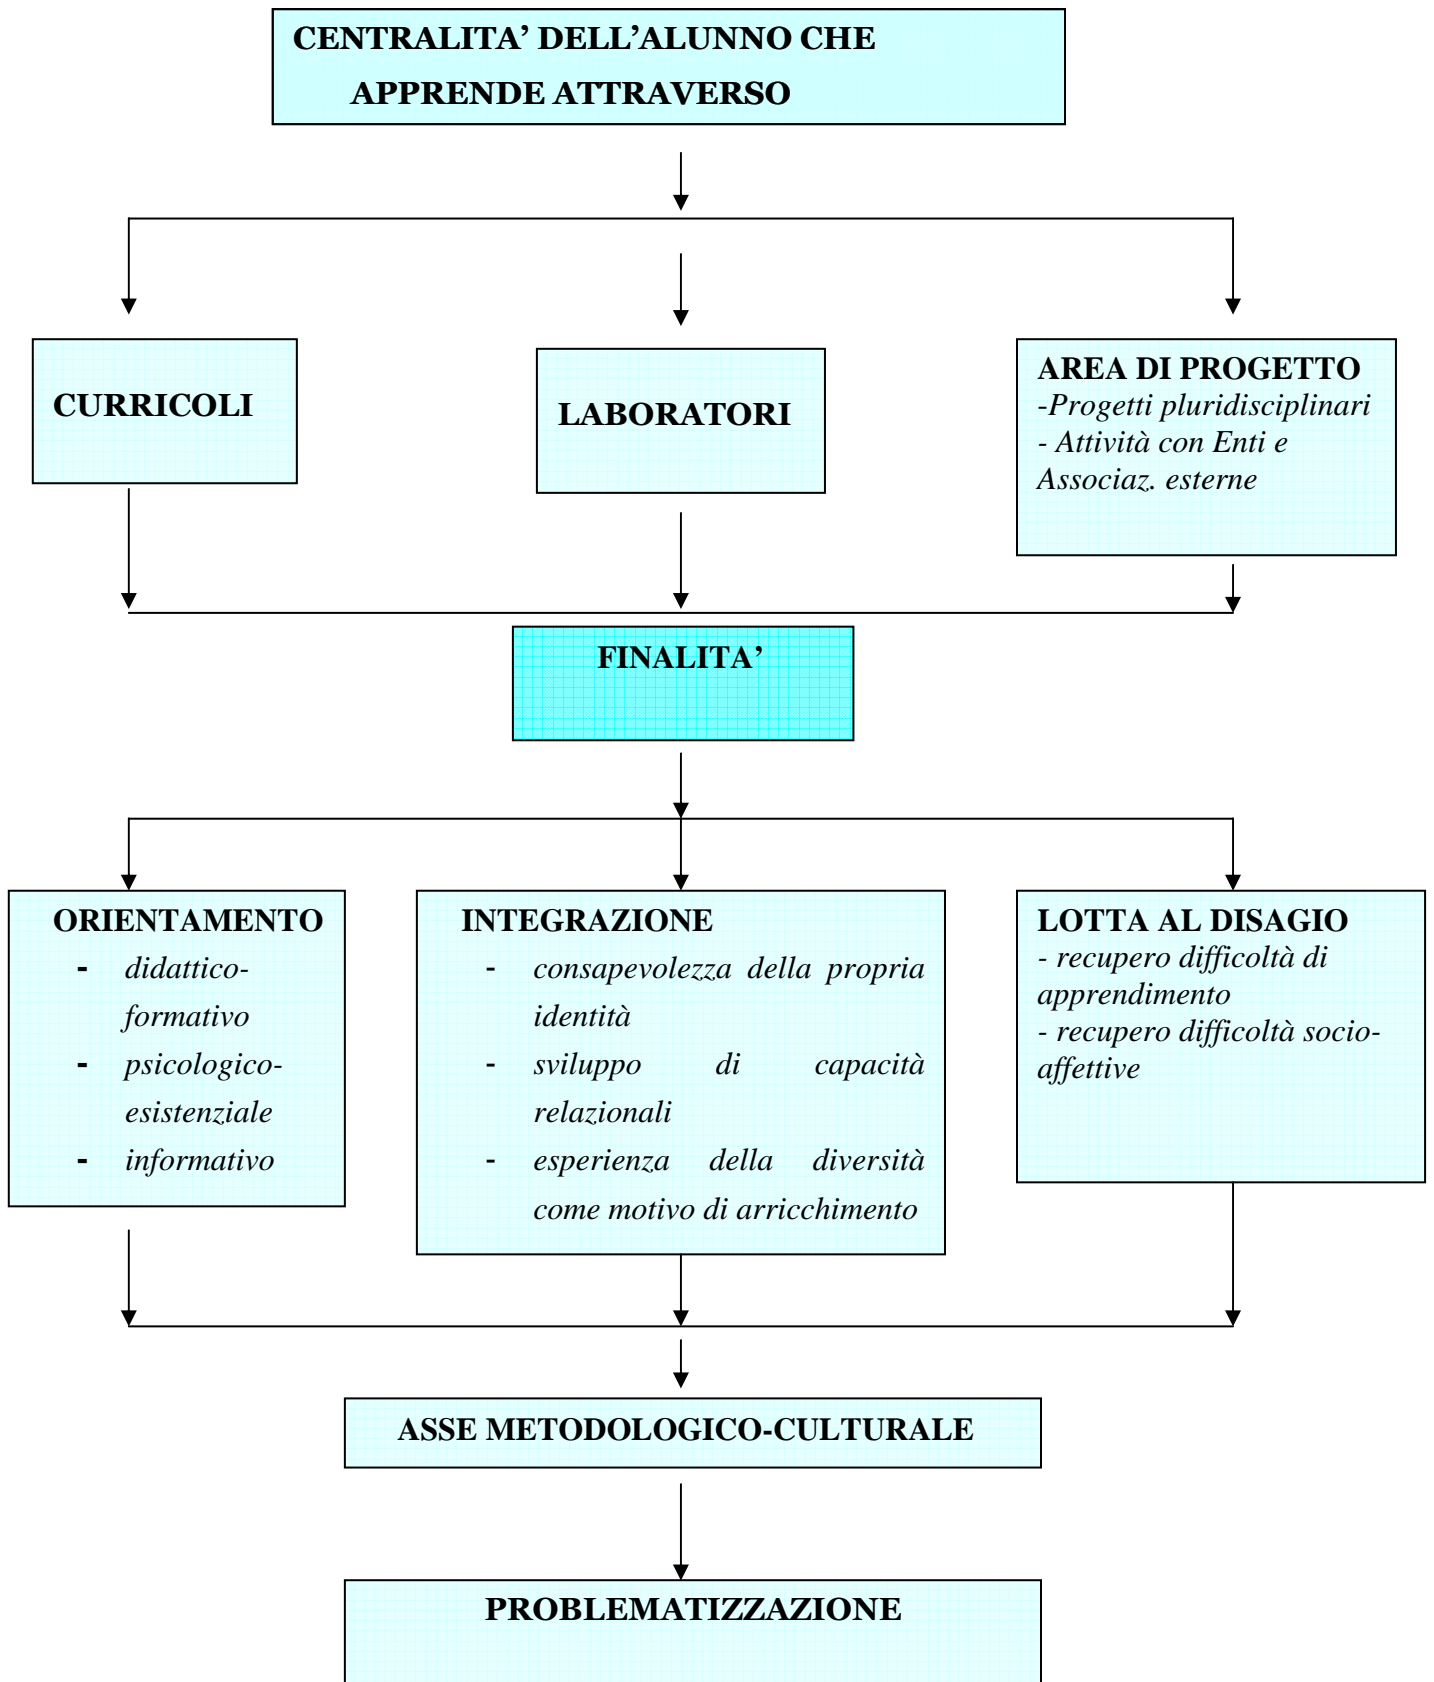 CENTRALITA’ DELL’ALUNNO CHE
APPRENDE ATTRAVERSO
CURRICOLI
LABORATORI
AREA DI PROGETTO
-Progetti pluridisciplinari
- Attività con Enti e
Associaz. esterne
FINALITA’
ORIENTAMENTO
- didattico-
formativo
- psicologico-
esistenziale
- informativo
INTEGRAZIONE
- consapevolezza della propria
identità
- sviluppo di capacità
relazionali
- esperienza della diversità
come motivo di arricchimento
LOTTA AL DISAGIO
- recupero difficoltà di
apprendimento
- recupero difficoltà socio-
affettive
ASSE METODOLOGICO-CULTURALE
PROBLEMATIZZAZIONE